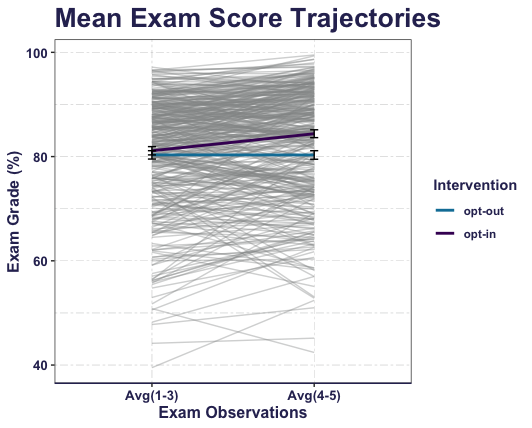 Mean Exam Score Trajectories
Exam Grade (%)
100
80
60
40
Avg(1-3)
Avg(4-5)
Exam Observations
Intervention
opt-out
opt-in